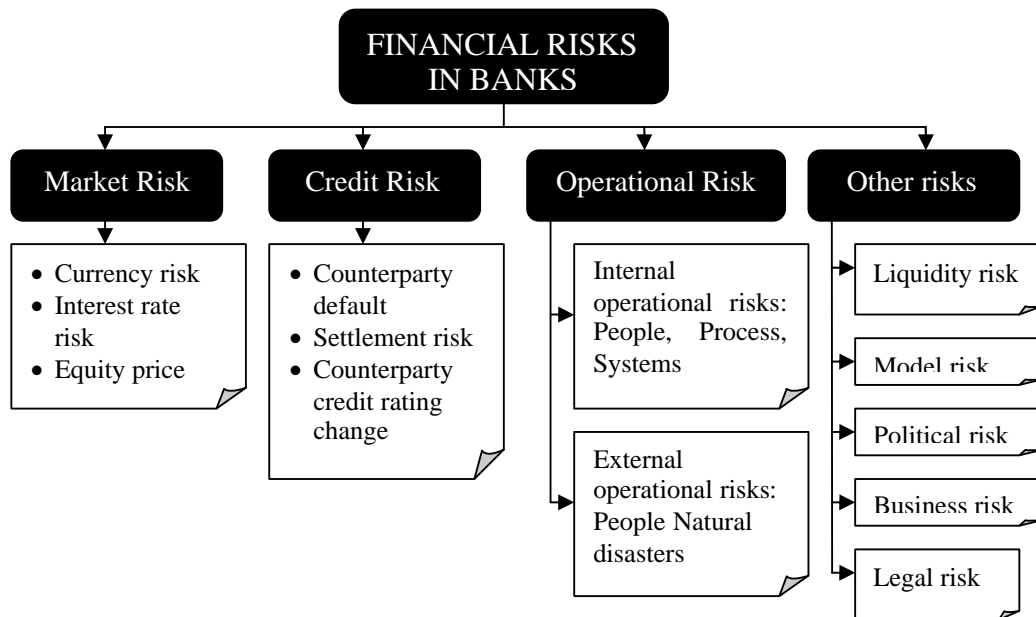 FINANCIAL RISKS
IN BANKS
Market Risk
Credit Risk
Operational Risk
Other risks
• Currency risk
• Interest rate
risk
• Equity price
• Counterparty
default
• Settlement risk
• Counterparty
credit rating
change
Internal
operational risks:
People, Process,
Systems
External
operational risks:
People Natural
disasters
Liquidity risk
Model risk
Political risk
Business risk
Legal risk